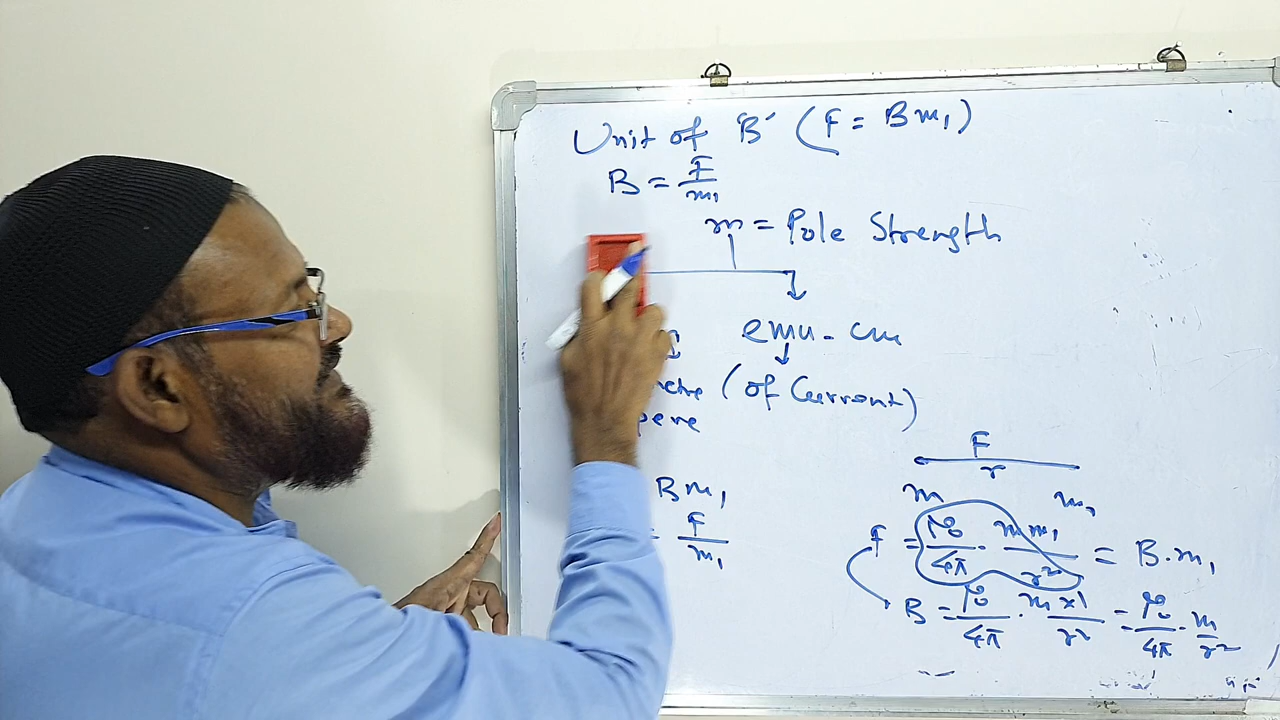 Unit of "B" (F = Bm₁)
B = F/m₁
m = Pole Strength
emu-cm
(of Current)
pere
Bm₁
= F/m₁
F
r
m m₁
F = μ₀/4π · m m₁/r² = B·m₁
B = μ₀/4π · m×1/r² = μ₀/4π · m/r²